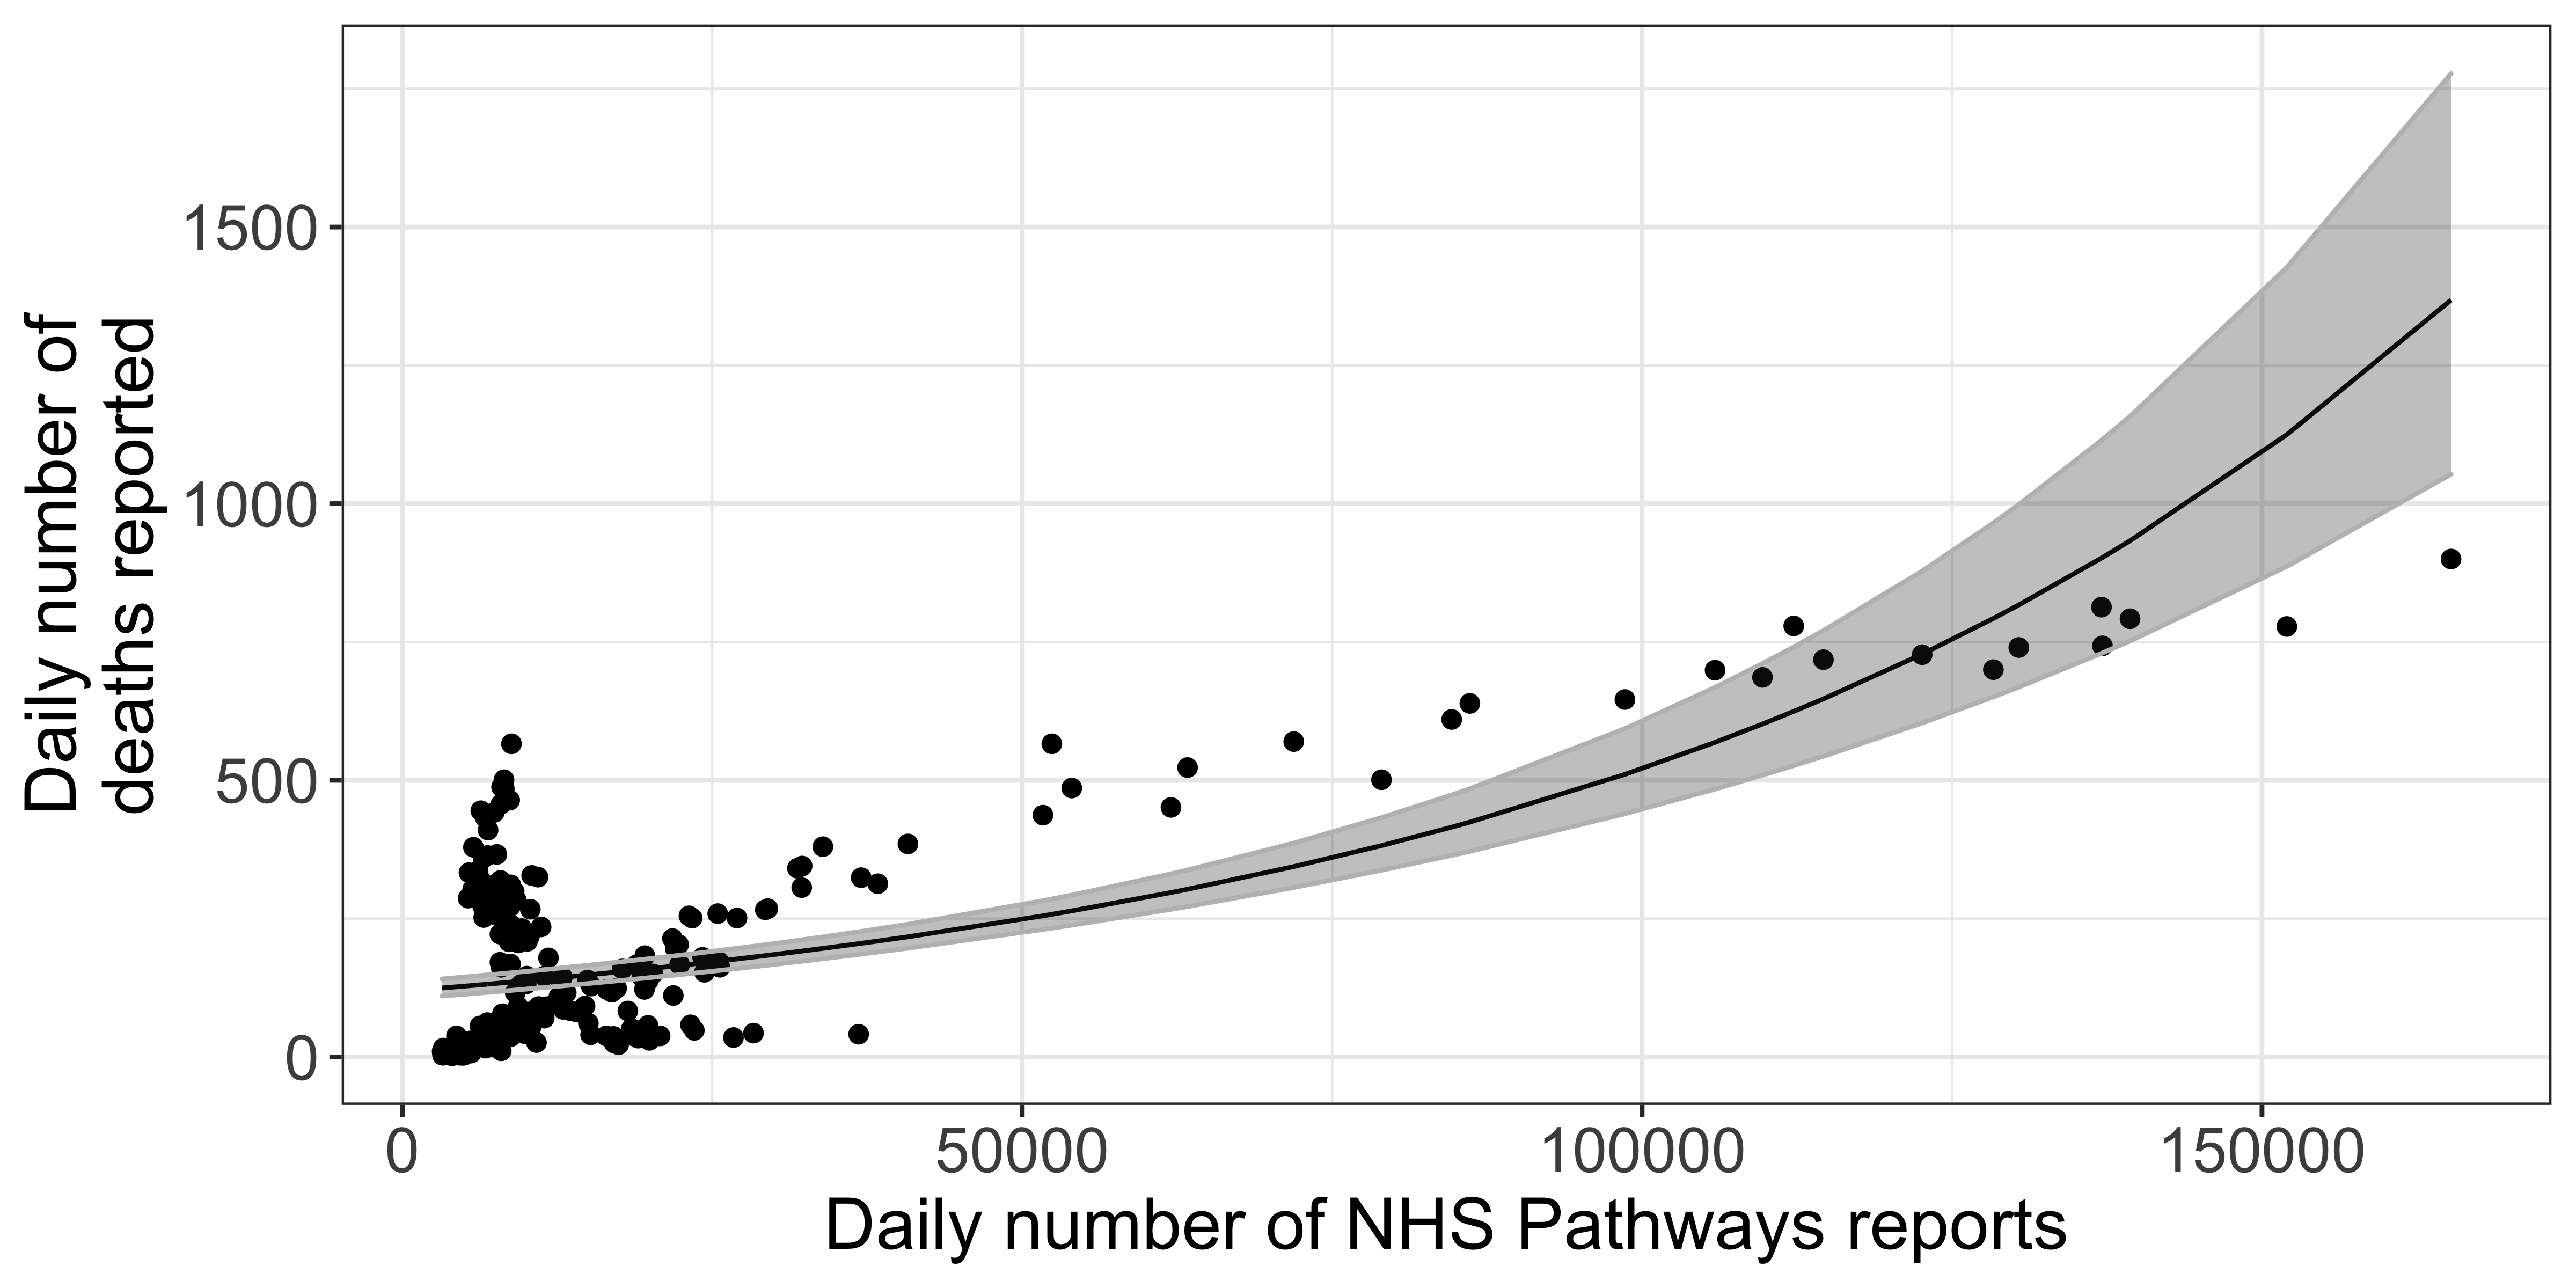 Daily number of
deaths reported
1500
1000
500
0
0
50000
100000
150000
Daily number of NHS Pathways reports